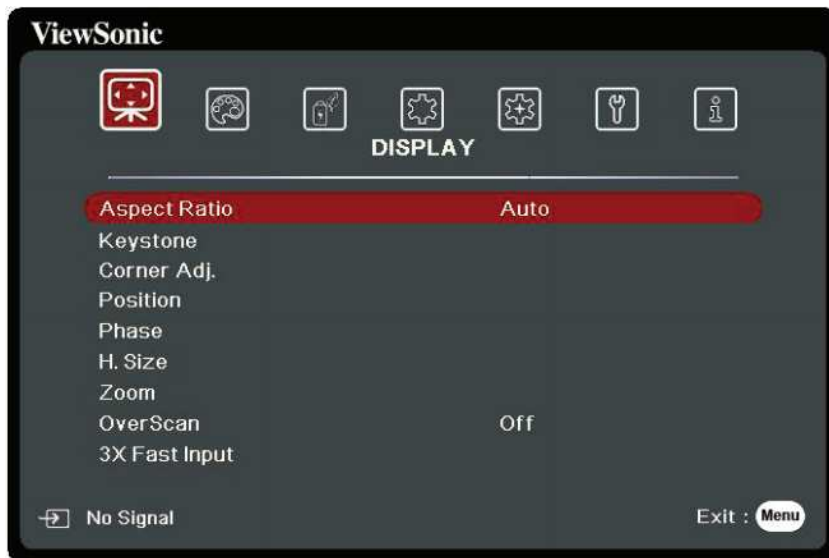 ViewSonic
DISPLAY
Aspect Ratio Auto
Keystone
Corner Adj.
Position
Phase
H. Size
Zoom
OverScan Off
3X Fast Input
No Signal Exit : Menu